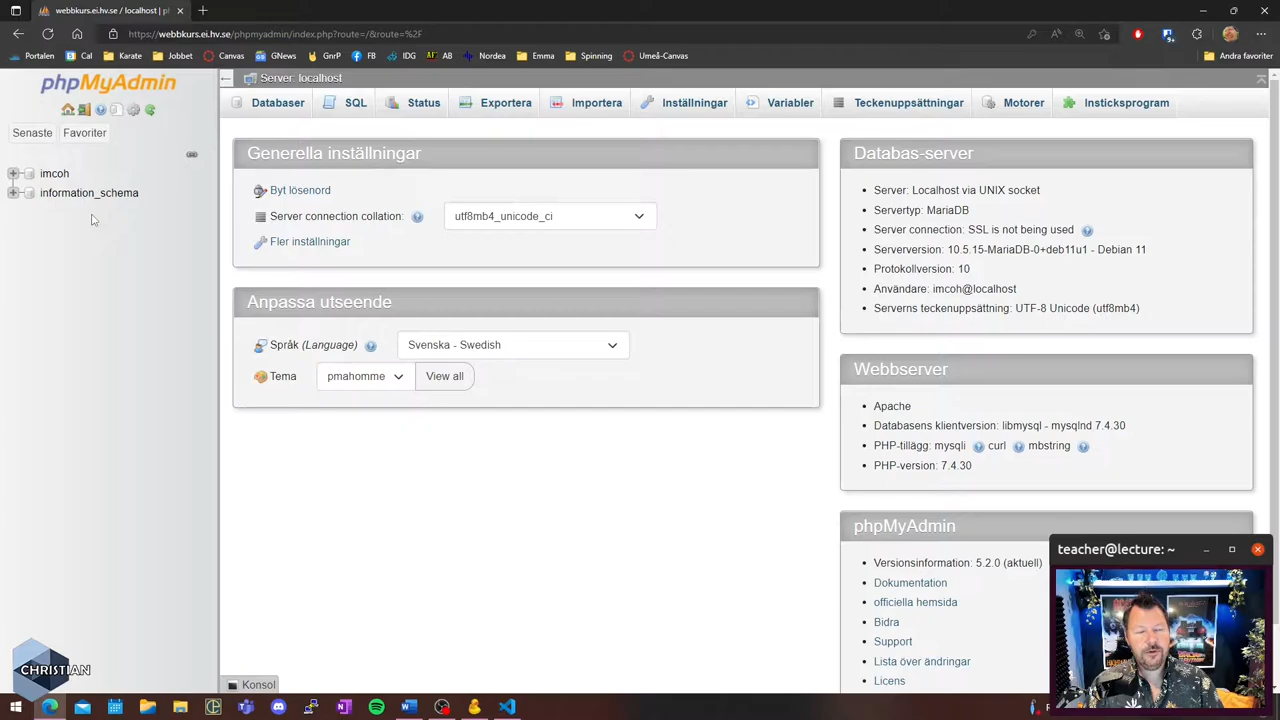 webbkurs.ei.hv.se / localhost | pl
https://webbkurs.ei.hv.se/phpmyadmin/index.php?route=/&route=%2F
Portalen
Cal
Karate
Jobbet
Canvas
GNews
GnrP
FB
IDG
AB
Nordea
Emma
Spinning
Umeå-Canvas
Andra favoriter
phpMyAdmin
Senaste
Favoriter
imcoh
information_schema
Server: localhost
Databaser
SQL
Status
Exportera
Importera
Inställningar
Variabler
Teckenuppsättningar
Motorer
Insticksprogram
Generella inställningar
Byt lösenord
Server connection collation:
utf8mb4_unicode_ci
Fler inställningar
Anpassa utseende
Språk (Language)
Svenska - Swedish
Tema
pmahomme
View all
Databas-server
Server: Localhost via UNIX socket
Servertyp: MariaDB
Server connection: SSL is not being used
Serverversion: 10.5.15-MariaDB-0+deb11u1 - Debian 11
Protokollversion: 10
Användare: imcoh@localhost
Serverns teckenuppsättning: UTF-8 Unicode (utf8mb4)
Webbserver
Apache
Databasens klientversion: libmysql - mysqlnd 7.4.30
PHP-tillägg: mysqli curl mbstring
PHP-version: 7.4.30
phpMyAdmin
Versionsinformation: 5.2.0 (aktuell)
Dokumentation
officiella hemsida
Bidra
Support
Lista över ändringar
Licens
Konsol
teacher@lecture: ~
CHRISTIAN